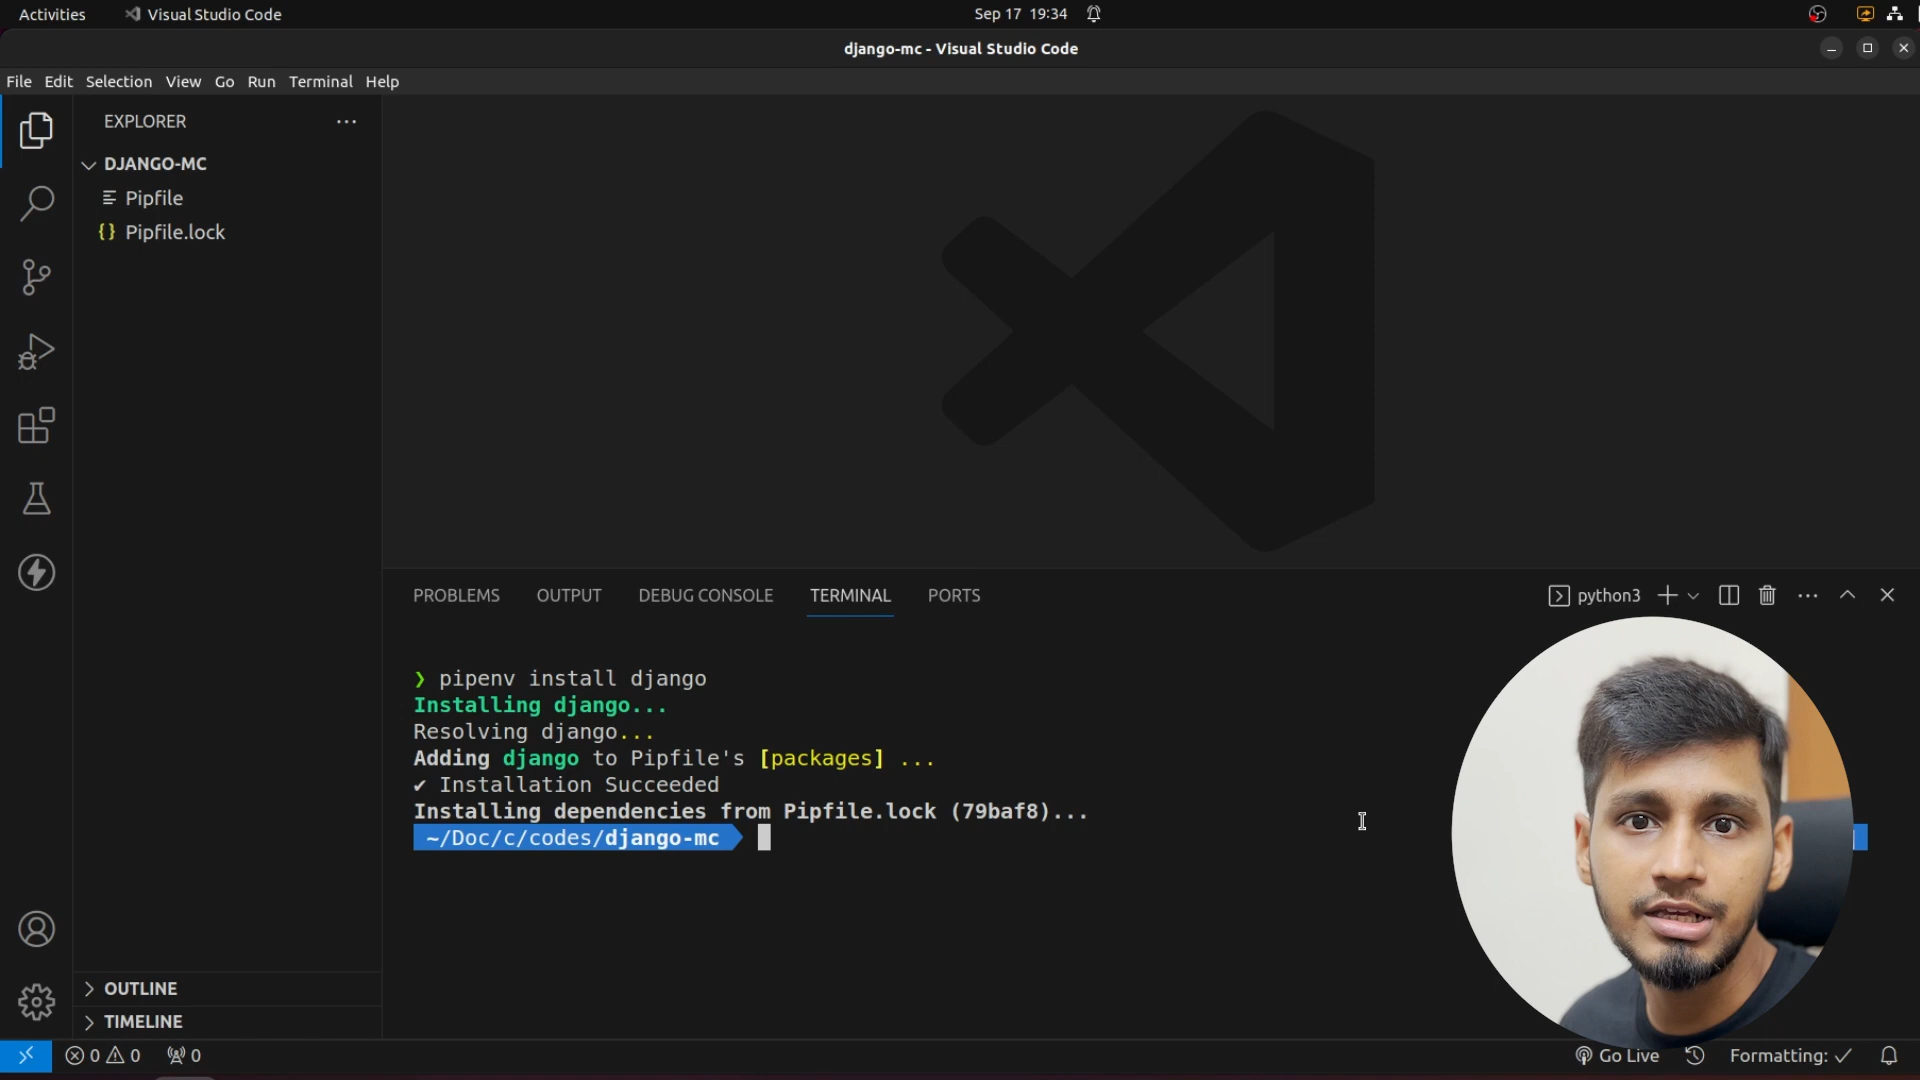 Activities
Visual Studio Code
Sep 17 19:34
django-mc - Visual Studio Code
File Edit Selection View Go Run Terminal Help
EXPLORER
DJANGO-MC
Pipfile
{} Pipfile.lock
OUTLINE
TIMELINE
PROBLEMS OUTPUT DEBUG CONSOLE TERMINAL PORTS
python3
❯ pipenv install django
Installing django...
Resolving django...
Adding django to Pipfile's [packages] ...
✔ Installation Succeeded
Installing dependencies from Pipfile.lock (79baf8)...
~/Doc/c/codes/django-mc
0 0 0
Go Live
Formatting: ✓